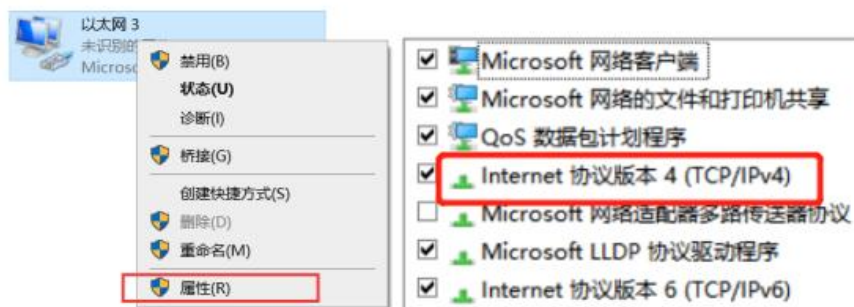 以太网 3
未识别的
Microso
禁用(B)
状态(U)
诊断(I)
桥接(G)
创建快捷方式(S)
删除(D)
重命名(M)
属性(R)
Microsoft 网络客户端
Microsoft 网络的文件和打印机共享
QoS 数据包计划程序
Internet 协议版本 4 (TCP/IPv4)
Microsoft 网络适配器多路传送器协议
Microsoft LLDP 协议驱动程序
Internet 协议版本 6 (TCP/IPv6)